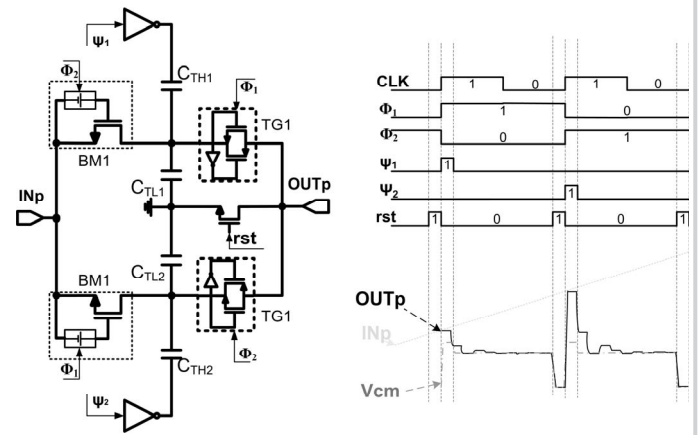 Ψ1
Φ2
CTH1
Φ1
TG1
BM1
CTL1
INp
OUTp
rst
CTL2
BM1
TG1
Φ2
Φ1
CTH2
Ψ2
CLK 1 0 1 0
Φ1 1 0
Φ2 0 1
Ψ1 1
Ψ2 1
rst 1 0 1 0 1
OUTp
INp
Vcm